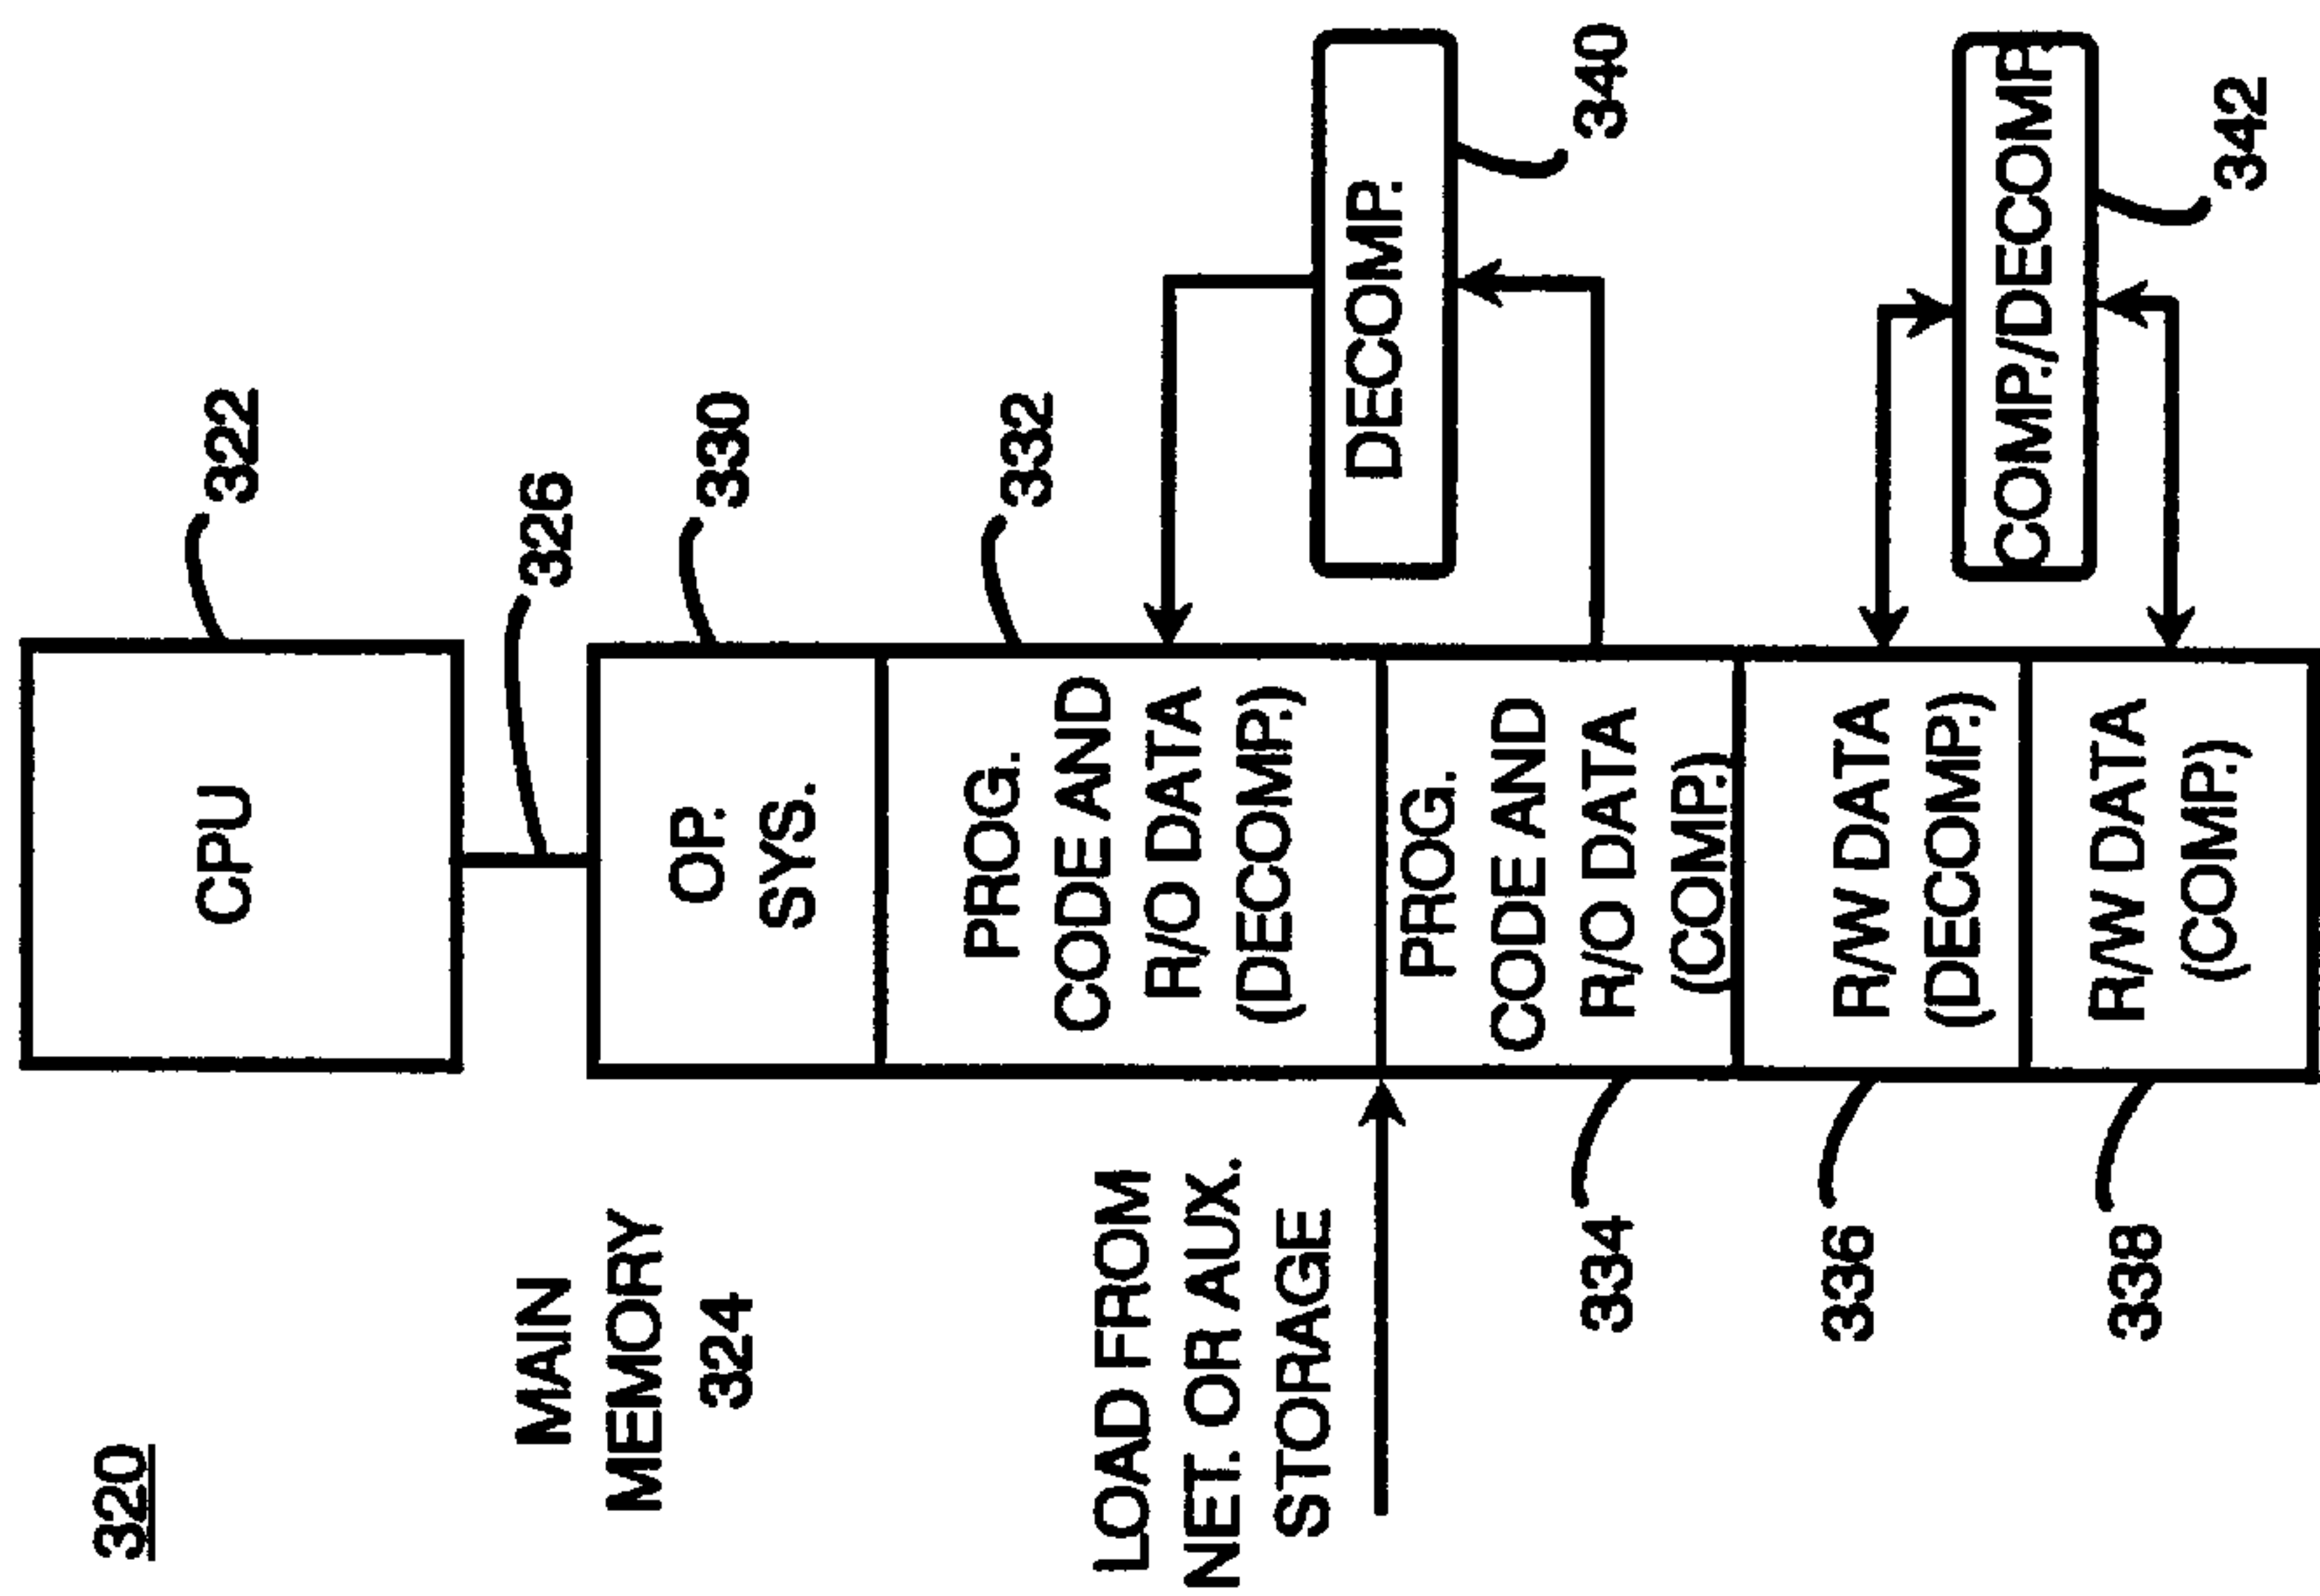 320
CPU
322
326
MAIN
MEMORY
324
OP.
SYS.
330
PROG.
CODE AND
R/O DATA
(DECOMP.)
332
LOAD FROM
NET. OR AUX.
STORAGE
DECOMP.
340
PROG.
CODE AND
R/O DATA
(COMP.)
334
R/W DATA
(DECOMP.)
336
COMP./DECOMP.
342
R/W DATA
(COMP.)
338